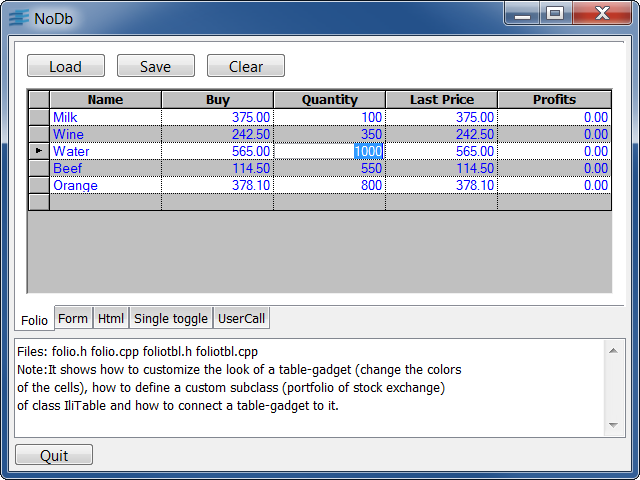 NoDb
Load Save Clear
Name Buy Quantity Last Price Profits
Milk 375.00 100 375.00 0.00
Wine 242.50 350 242.50 0.00
Water 565.00 1000 565.00 0.00
Beef 114.50 550 114.50 0.00
Orange 378.10 800 378.10 0.00
Folio Form Html Single toggle UserCall
Files: folio.h folio.cpp foliotbl.h foliotbl.cpp
Note:It shows how to customize the look of a table-gadget (change the colors
of the cells), how to define a custom subclass (portfolio of stock exchange)
of class IliTable and how to connect a table-gadget to it.
Quit